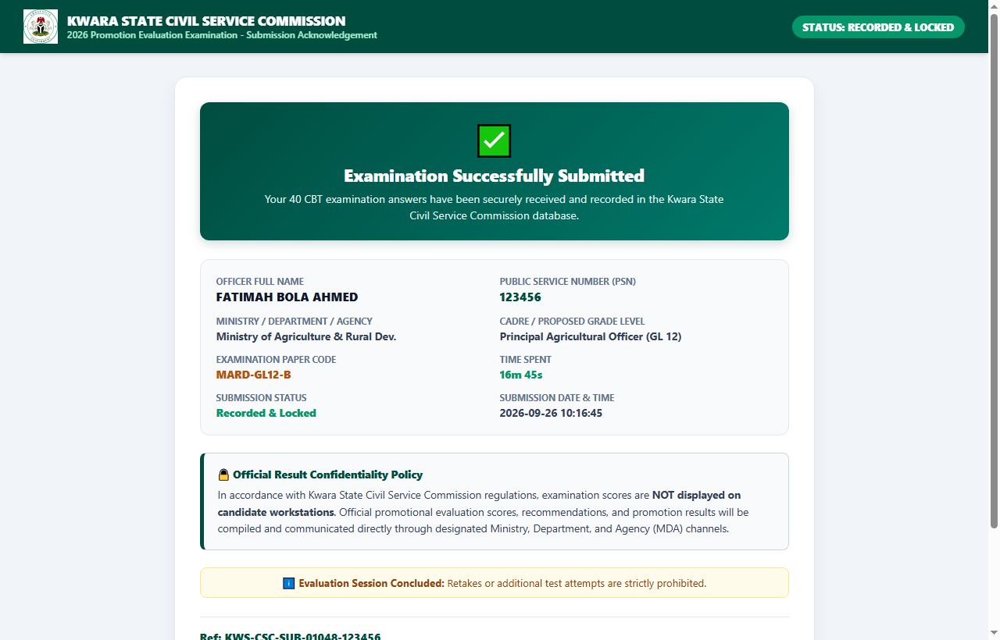 KWARA STATE CIVIL SERVICE COMMISSION
2026 Promotion Evaluation Examination - Submission Acknowledgement
STATUS: RECORDED & LOCKED
Examination Successfully Submitted
Your 40 CBT examination answers have been securely received and recorded in the Kwara State
Civil Service Commission database.
OFFICER FULL NAME
FATIMAH BOLA AHMED
PUBLIC SERVICE NUMBER (PSN)
123456
MINISTRY / DEPARTMENT / AGENCY
Ministry of Agriculture & Rural Dev.
CADRE / PROPOSED GRADE LEVEL
Principal Agricultural Officer (GL 12)
EXAMINATION PAPER CODE
MARD-GL12-B
TIME SPENT
16m 45s
SUBMISSION STATUS
Recorded & Locked
SUBMISSION DATE & TIME
2026-09-26 10:16:45
Official Result Confidentiality Policy
In accordance with Kwara State Civil Service Commission regulations, examination scores are NOT displayed on
candidate workstations. Official promotional evaluation scores, recommendations, and promotion results will be
compiled and communicated directly through designated Ministry, Department, and Agency (MDA) channels.
Evaluation Session Concluded: Retakes or additional test attempts are strictly prohibited.
Ref: KWS-CSC-SUB-01048-123456